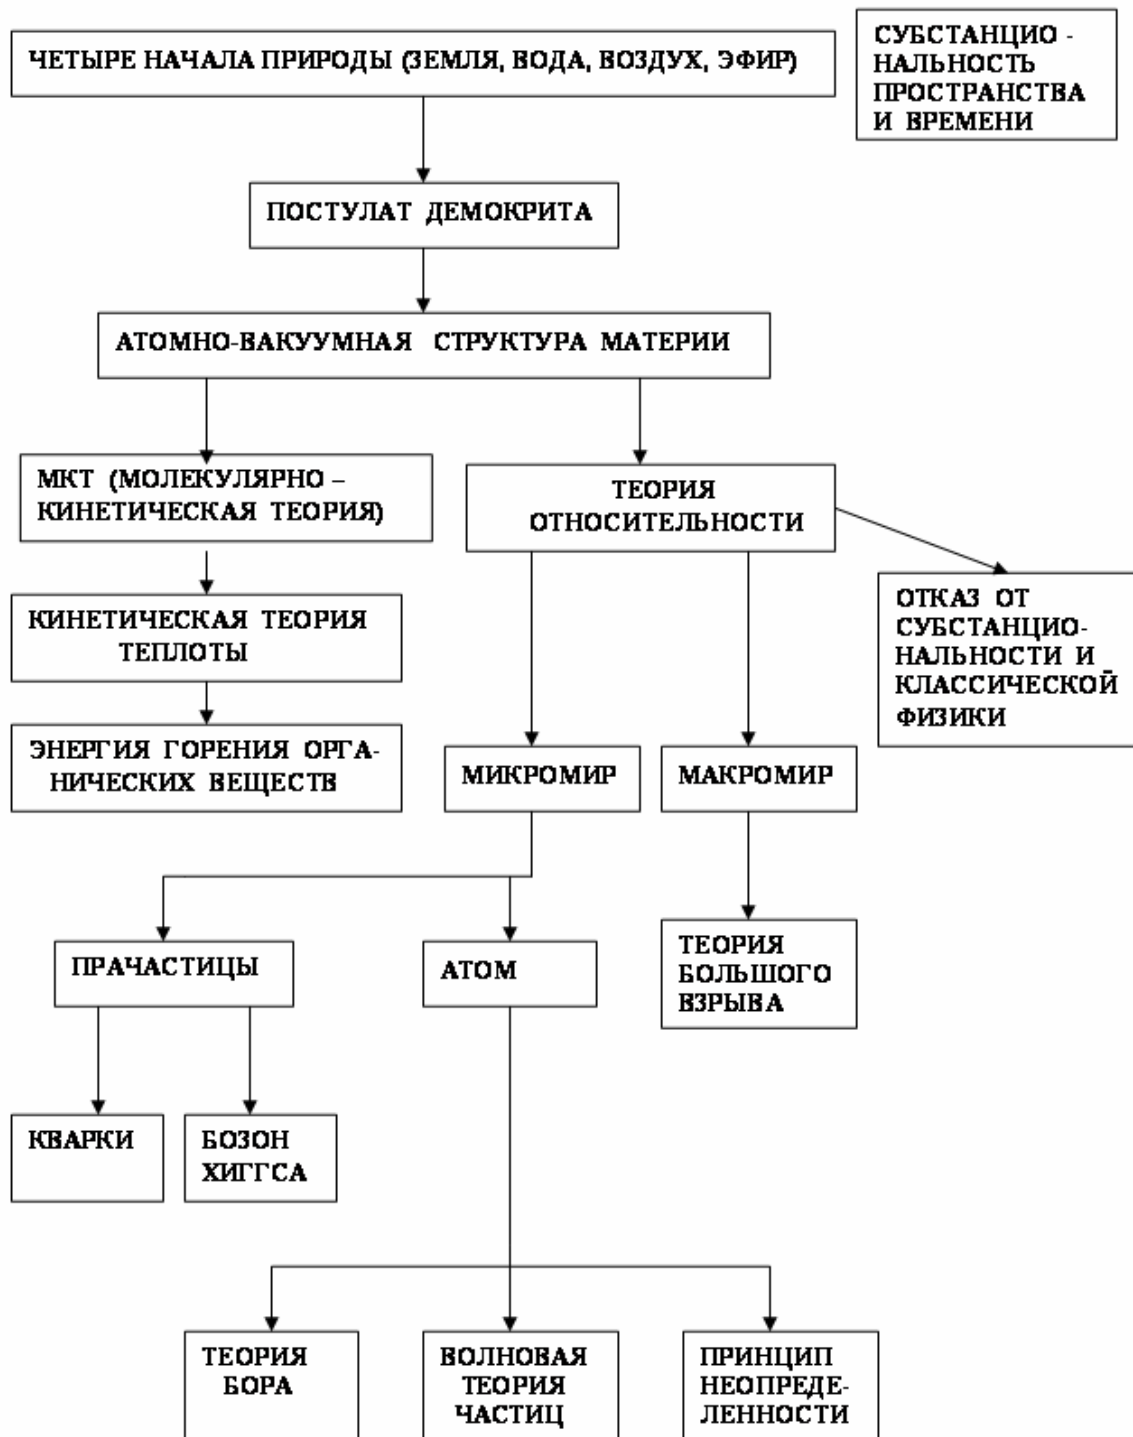 ЧЕТЫРЕ НАЧАЛА ПРИРОДЫ (ЗЕМЛЯ, ВОДА, ВОЗДУХ, ЭФИР)
СУБСТАНЦИО -
НАЛЬНОСТЬ
ПРОСТРАНСТВА
И ВРЕМЕНИ
ПОСТУЛАТ ДЕМОКРИТА
АТОМНО-ВАКУУМНАЯ СТРУКТУРА МАТЕРИИ
МКТ (МОЛЕКУЛЯРНО –
КИНЕТИЧЕСКАЯ ТЕОРИЯ)
ТЕОРИЯ
ОТНОСИТЕЛЬНОСТИ
КИНЕТИЧЕСКАЯ ТЕОРИЯ
ТЕПЛОТЫ
ОТКАЗ ОТ
СУБСТАНЦИО-
НАЛЬНОСТИ И
КЛАССИЧЕСКОЙ
ФИЗИКИ
ЭНЕРГИЯ ГОРЕНИЯ ОРГА-
НИЧЕСКИХ ВЕЩЕСТВ
МИКРОМИР
МАКРОМИР
ПРАЧАСТИЦЫ
АТОМ
ТЕОРИЯ
БОЛЬШОГО
ВЗРЫВА
КВАРКИ
БОЗОН
ХИГГСА
ТЕОРИЯ
БОРА
ВОЛНОВАЯ
ТЕОРИЯ
ЧАСТИЦ
ПРИНЦИП
НЕОПРЕДЕ-
ЛЕННОСТИ